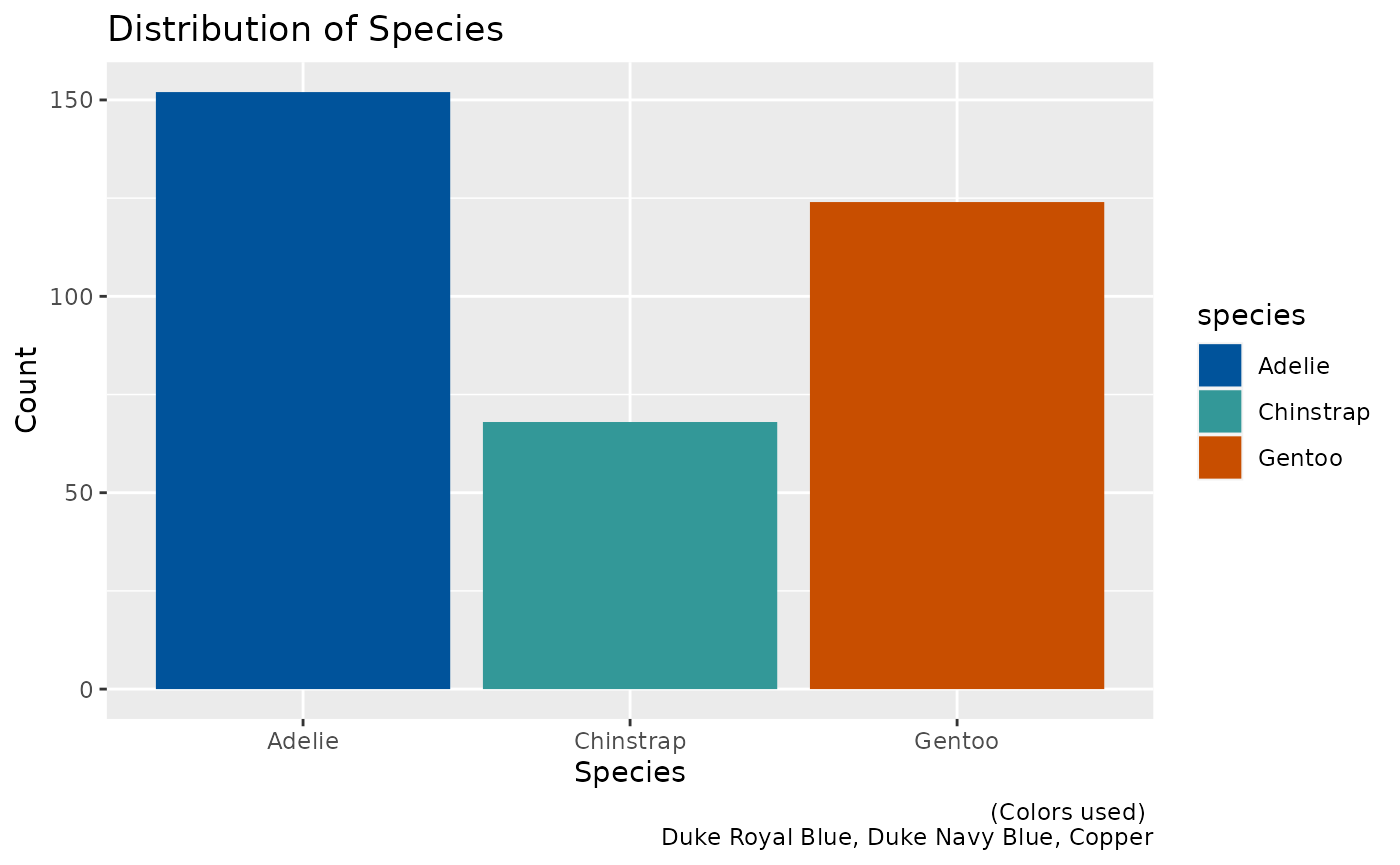 Distribution of Species
150
100
50
0
Count
Adelie
Chinstrap
Gentoo
Species
species
Adelie
Chinstrap
Gentoo
(Colors used)
Duke Royal Blue, Duke Navy Blue, Copper